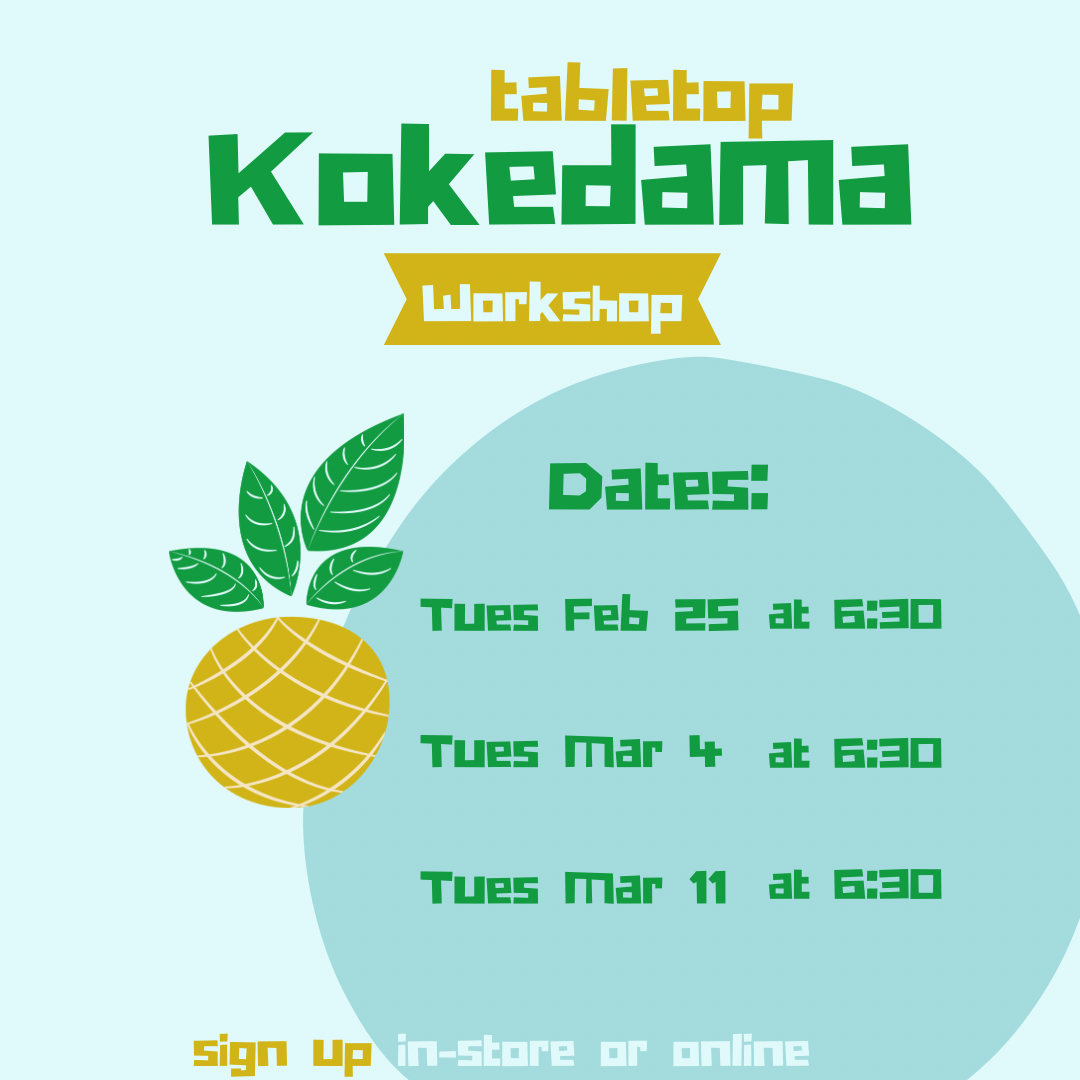 tabletop
Kokedama
Workshop
Dates:
Tues Feb 25 at 6:30
Tues Mar 4 at 6:30
Tues Mar 11 at 6:30
sign up in-store or online